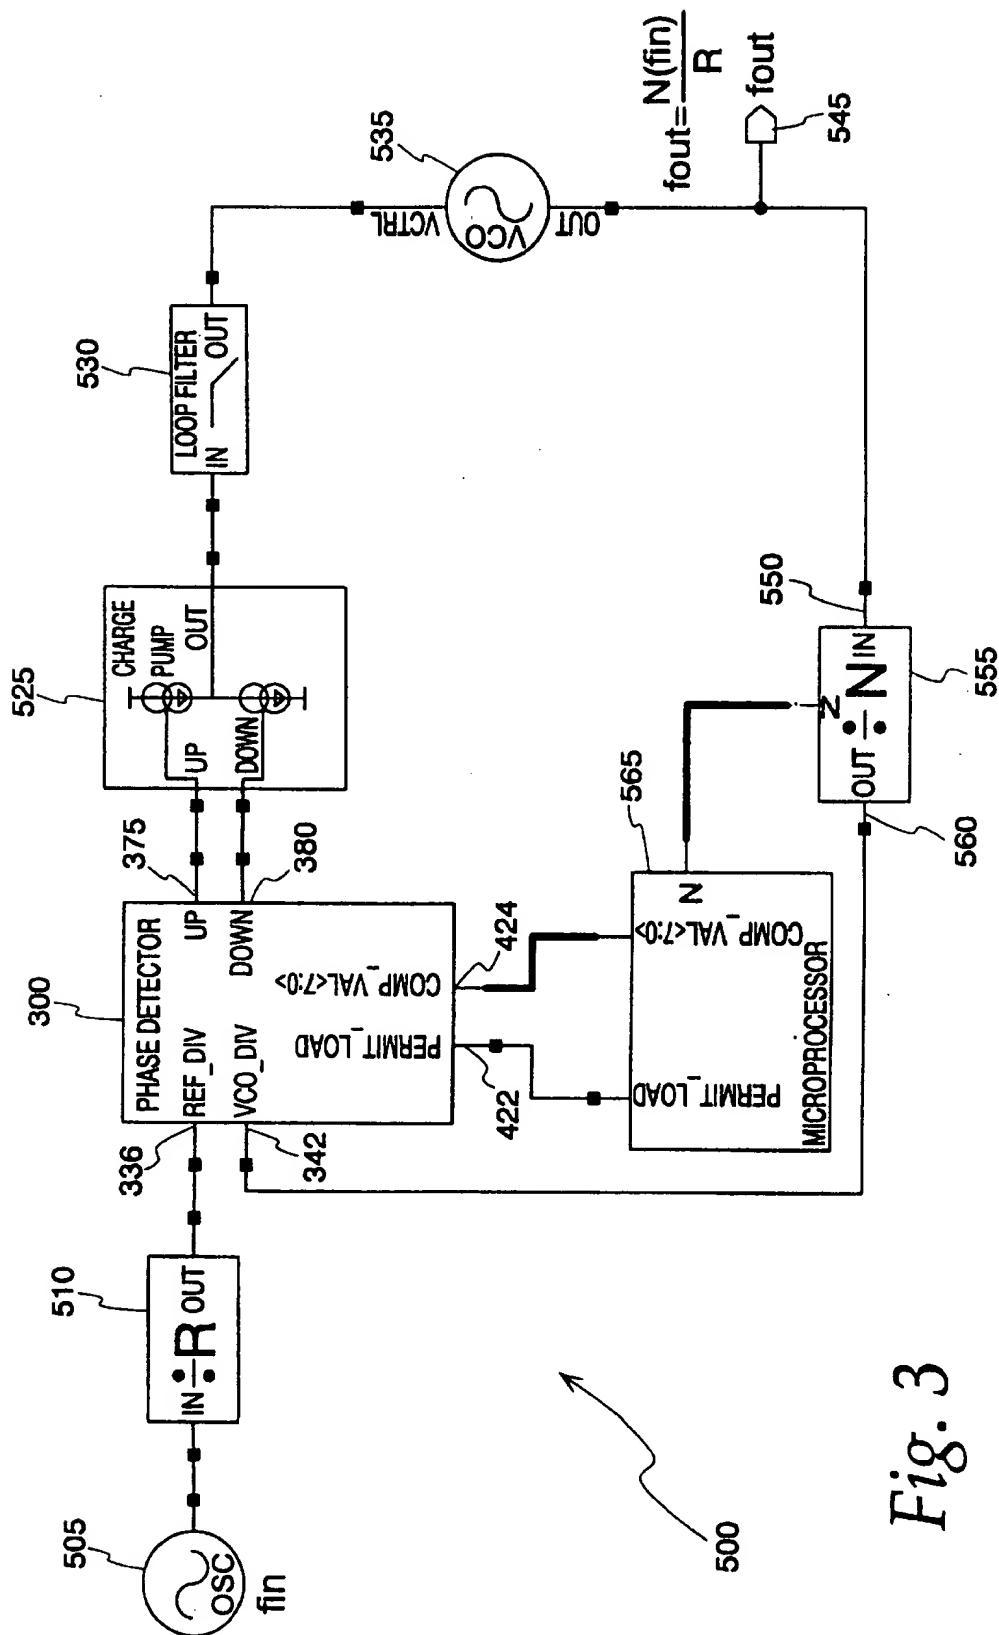 505
OSC
fin
510
IN ÷R OUT
336
342
300
PHASE DETECTOR
REF_DIV
VCO_DIV
UP
DOWN
PERMIT_LOAD
COMP_VAL<7:0>
375
380
422
424
525
CHARGE
PUMP
UP
OUT
DOWN
530
LOOP FILTER
IN
OUT
535
VCTRL
VCO
OUT
fout=N(fin)
R
fout
545
550
555
OUT ÷N IN
N
560
565
N
PERMIT_LOAD
COMP_VAL<7:0>
MICROPROCESSOR
500
Fig. 3